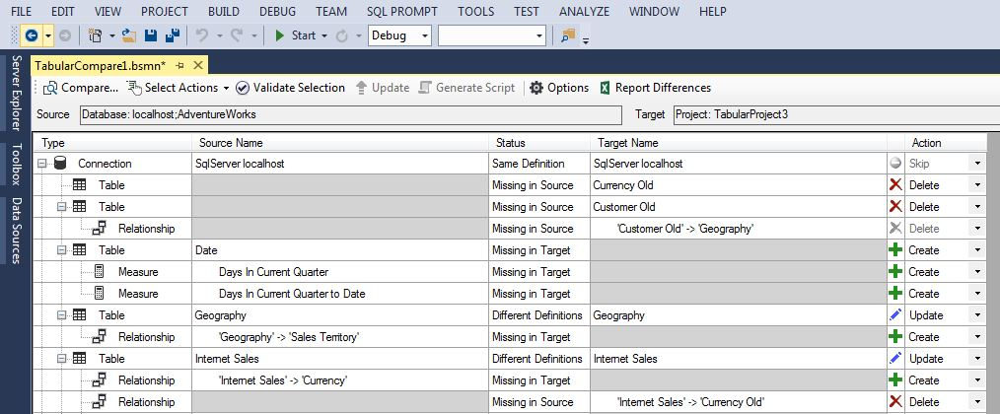 FILE EDIT VIEW PROJECT BUILD DEBUG TEAM SQL PROMPT TOOLS TEST ANALYZE WINDOW HELP
Start Debug
Server Explorer
Toolbox
Data Sources
TabularCompare1.bsmn*
Compare... Select Actions Validate Selection Update Generate Script Options Report Differences
Source Database: localhost;AdventureWorks Target Project: TabularProject3
Type Source Name Status Target Name Action
Connection SqlServer localhost Same Definition SqlServer localhost Skip
Table Missing in Source Currency Old Delete
Table Missing in Source Customer Old Delete
Relationship Missing in Source 'Customer Old' -> 'Geography' Delete
Table Date Missing in Target Create
Measure Days In Current Quarter Missing in Target Create
Measure Days In Current Quarter to Date Missing in Target Create
Table Geography Different Definitions Geography Update
Relationship 'Geography' -> 'Sales Territory' Missing in Target Create
Table Internet Sales Different Definitions Internet Sales Update
Relationship 'Internet Sales' -> 'Currency' Missing in Target Create
Relationship Missing in Source 'Internet Sales' -> 'Currency Old' Delete